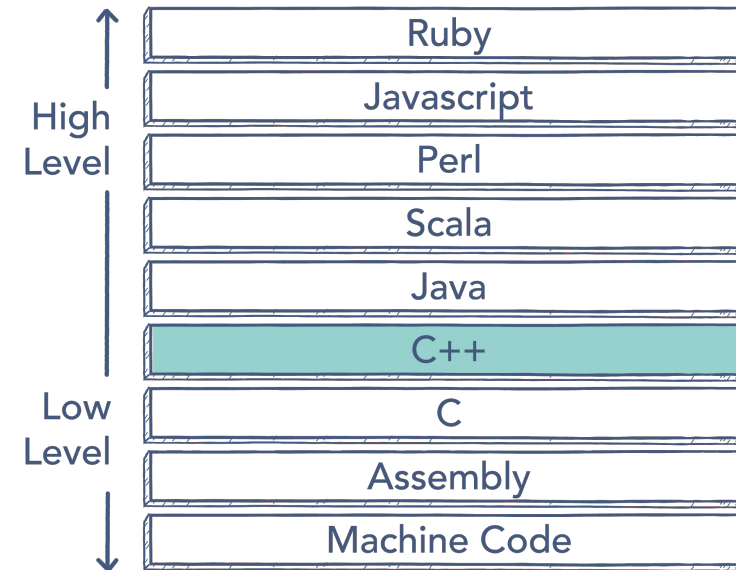 Ruby
Javascript
High
Level
Perl
Scala
Java
C++
Low
Level
C
Assembly
Machine Code